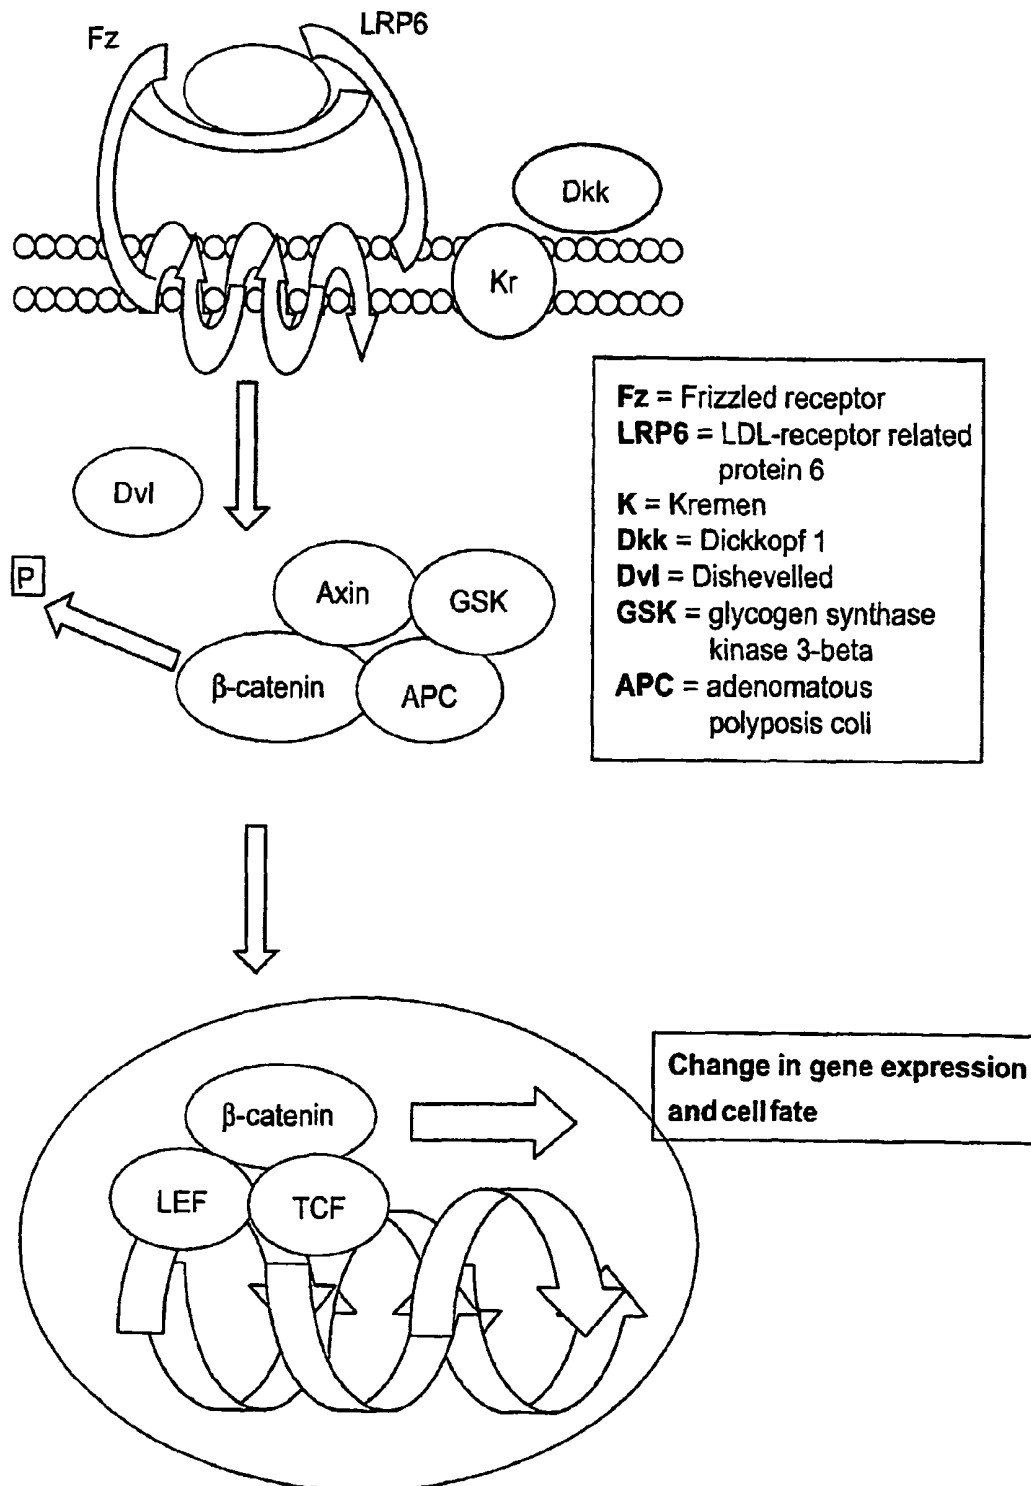 Fz
LRP6
Dkk
Kr
Fz = Frizzled receptor
LRP6 = LDL-receptor related
protein 6
K = Kremen
Dkk = Dickkopf 1
Dvl = Dishevelled
GSK = glycogen synthase
kinase 3-beta
APC = adenomatous
polyposis coli
Dvl
P
Axin
GSK
β-catenin
APC
Change in gene expression
and cell fate
β-catenin
LEF
TCF